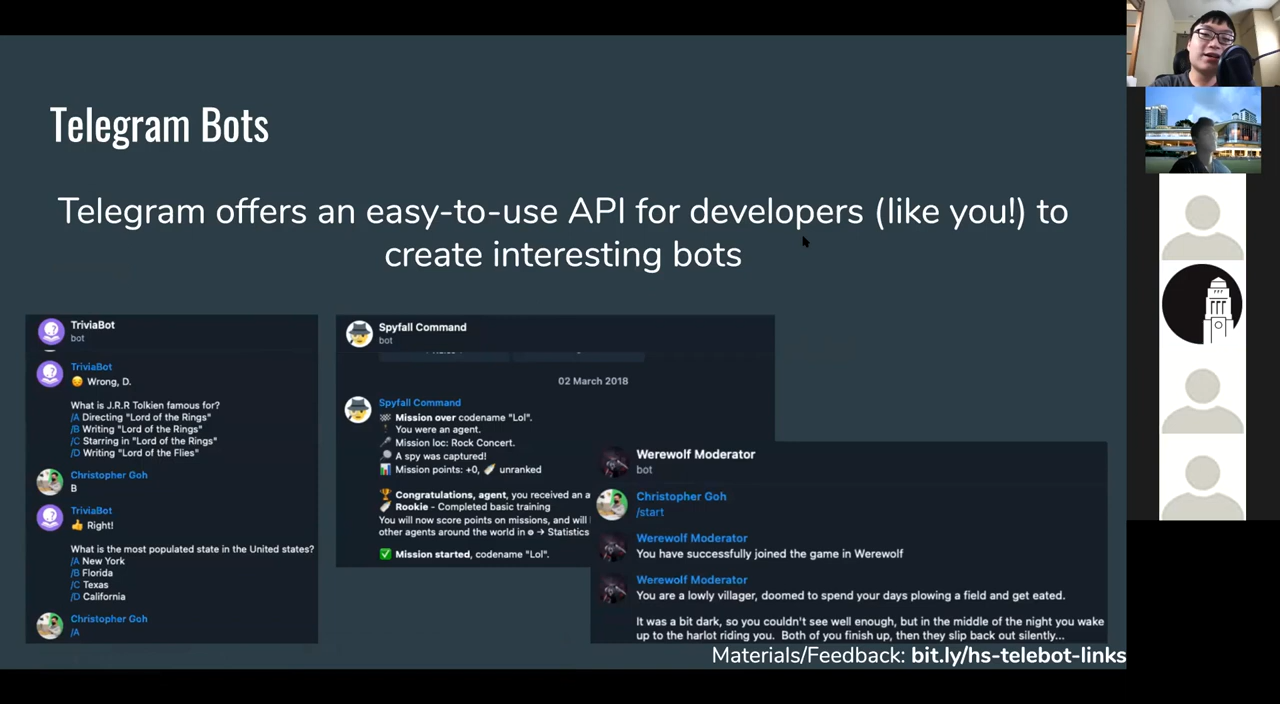 Telegram Bots
Telegram offers an easy-to-use API for developers (like you!) to
create interesting bots
TriviaBot
bot
TriviaBot
😔 Wrong, D.
What is J.R.R Tolkien famous for?
/A Directing "Lord of the Rings"
/B Writing "Lord of the Rings"
/C Starring in "Lord of the Rings"
/D Writing "Lord of the Flies"
Christopher Goh
B
TriviaBot
👍 Right!
What is the most populated state in the United states?
/A New York
/B Florida
/C Texas
/D California
Christopher Goh
/A
Spyfall Command
bot
02 March 2018
Spyfall Command
Mission over codename "Lol".
You were an agent.
Mission loc: Rock Concert.
A spy was captured!
Mission points: +0, unranked
Congratulations, agent, you received an a
Rookie - Completed basic training
You will now score points on missions, and will
other agents around the world in → Statistics
✅ Mission started, codename "Lol".
Werewolf Moderator
bot
Christopher Goh
/start
Werewolf Moderator
You have successfully joined the game in Werewolf
Werewolf Moderator
You are a lowly villager, doomed to spend your days plowing a field and get eaten.
It was a bit dark, so you couldn't see well enough, but in the middle of the night you wake
up to the harlot riding you. Both of you finish up, then they slip back out silently...
Materials/Feedback: bit.ly/hs-telebot-links